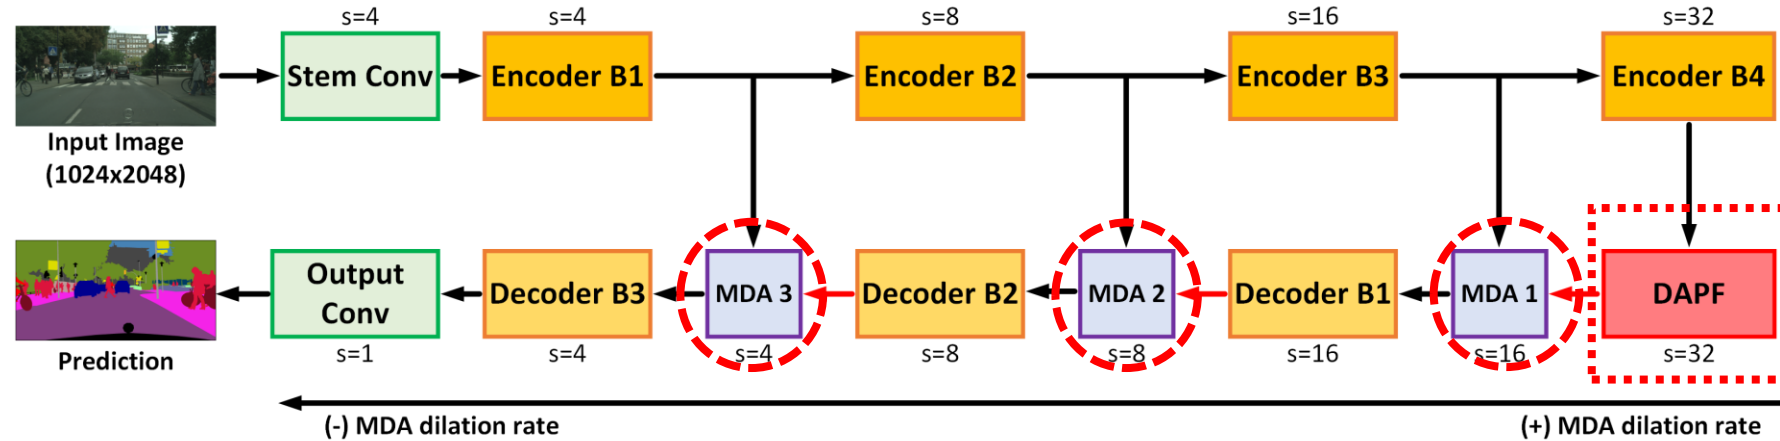 s=4
s=4
s=8
s=16
s=32
Stem Conv
Encoder B1
Encoder B2
Encoder B3
Encoder B4
Input Image
(1024x2048)
Output
Conv
Decoder B3
MDA 3
Decoder B2
MDA 2
Decoder B1
MDA 1
DAPF
Prediction
s=1
s=4
s=4
s=8
s=8
s=16
s=16
s=32
(-) MDA dilation rate
(+) MDA dilation rate